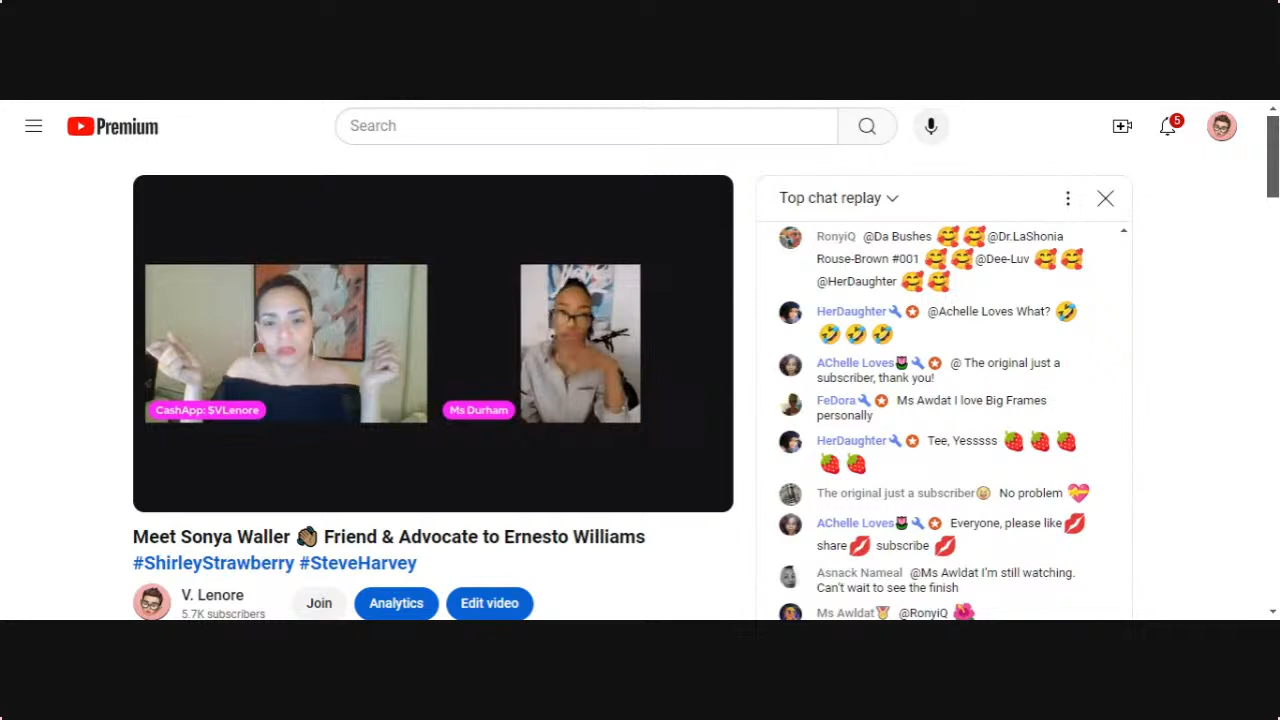 Premium
Search
5
CashApp: $VLenore
Ms Durham
Meet Sonya Waller 👏🏾 Friend & Advocate to Ernesto Williams
#ShirleyStrawberry #SteveHarvey
V. Lenore
5.7K subscribers
Join
Analytics
Edit video
Top chat replay
RonyiQ @Da Bushes 🥰 🥰 @Dr.LaShonia
Rouse-Brown #001 🥰 🥰 @Dee-Luv 🥰 🥰
@HerDaughter 🥰 🥰
HerDaughter @Achelle Loves What? 🤣
🤣 🤣 🤣
AChelle Loves🌷 @ The original just a
subscriber, thank you!
FeDora Ms Awdat I love Big Frames
personally
HerDaughter Tee, Yesssss 🍓 🍓 🍓
🍓 🍓
The original just a subscriber No problem 💝
AChelle Loves🌷 Everyone, please like💋
share💋 subscribe 💋
Asnack Nameal @Ms Awldat I'm still watching.
Can't wait to see the finish
Ms Awldat🏅 @RonyiQ 🌺